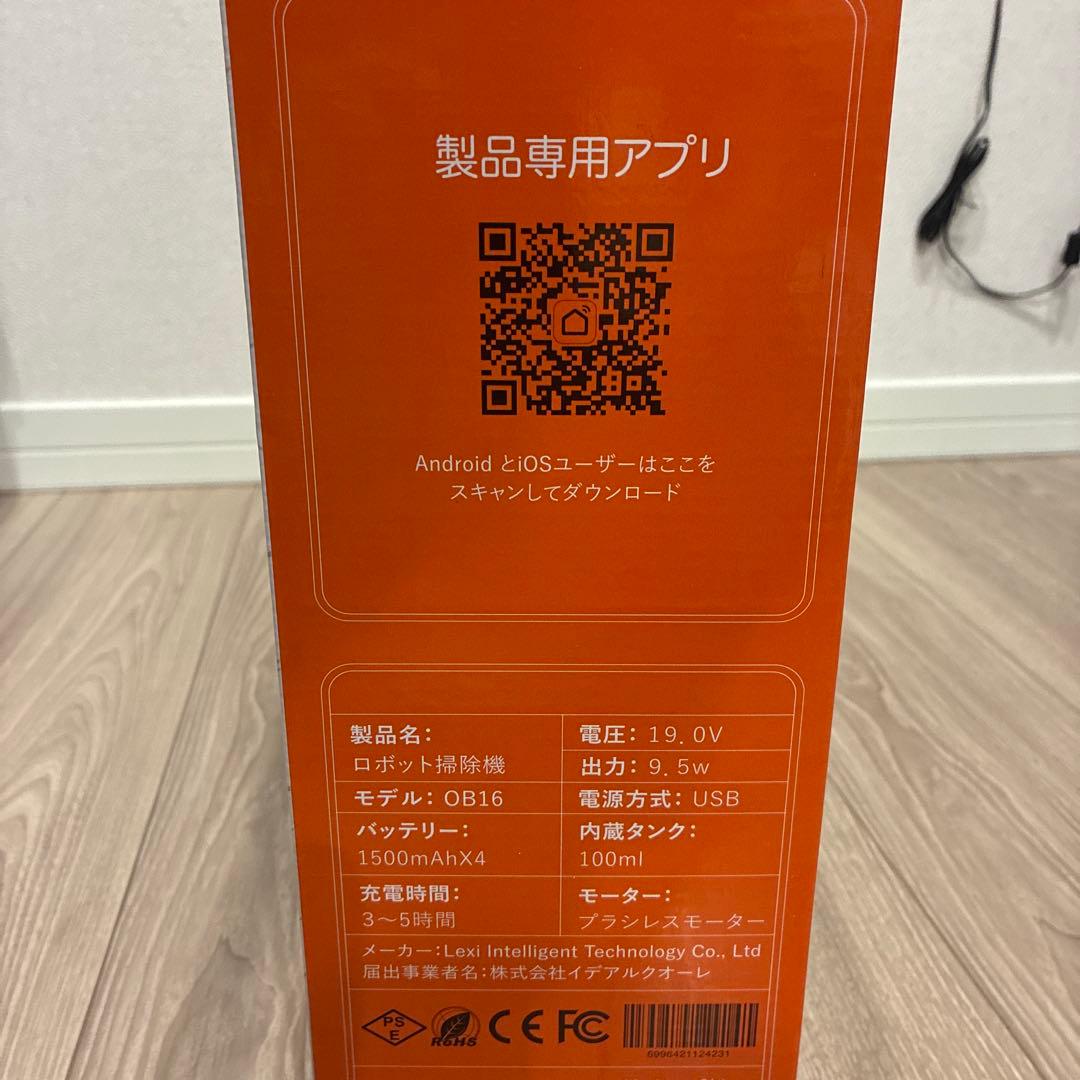 製品専用アプリ
Android とiOSユーザーはここを
スキャンしてダウンロード
製品名：
ロボット掃除機
電圧：19.0V
出力：9.5w
モデル：OB16
電源方式：USB
バッテリー：
1500mAhX4
内蔵タンク：
100ml
充電時間：
3～5時間
モーター：
ブラシレスモーター
メーカー：Lexi Intelligent Technology Co., Ltd
届出事業者名：株式会社イデアルクオーレ
PS
E
RoHS
CE FC
6996421124231